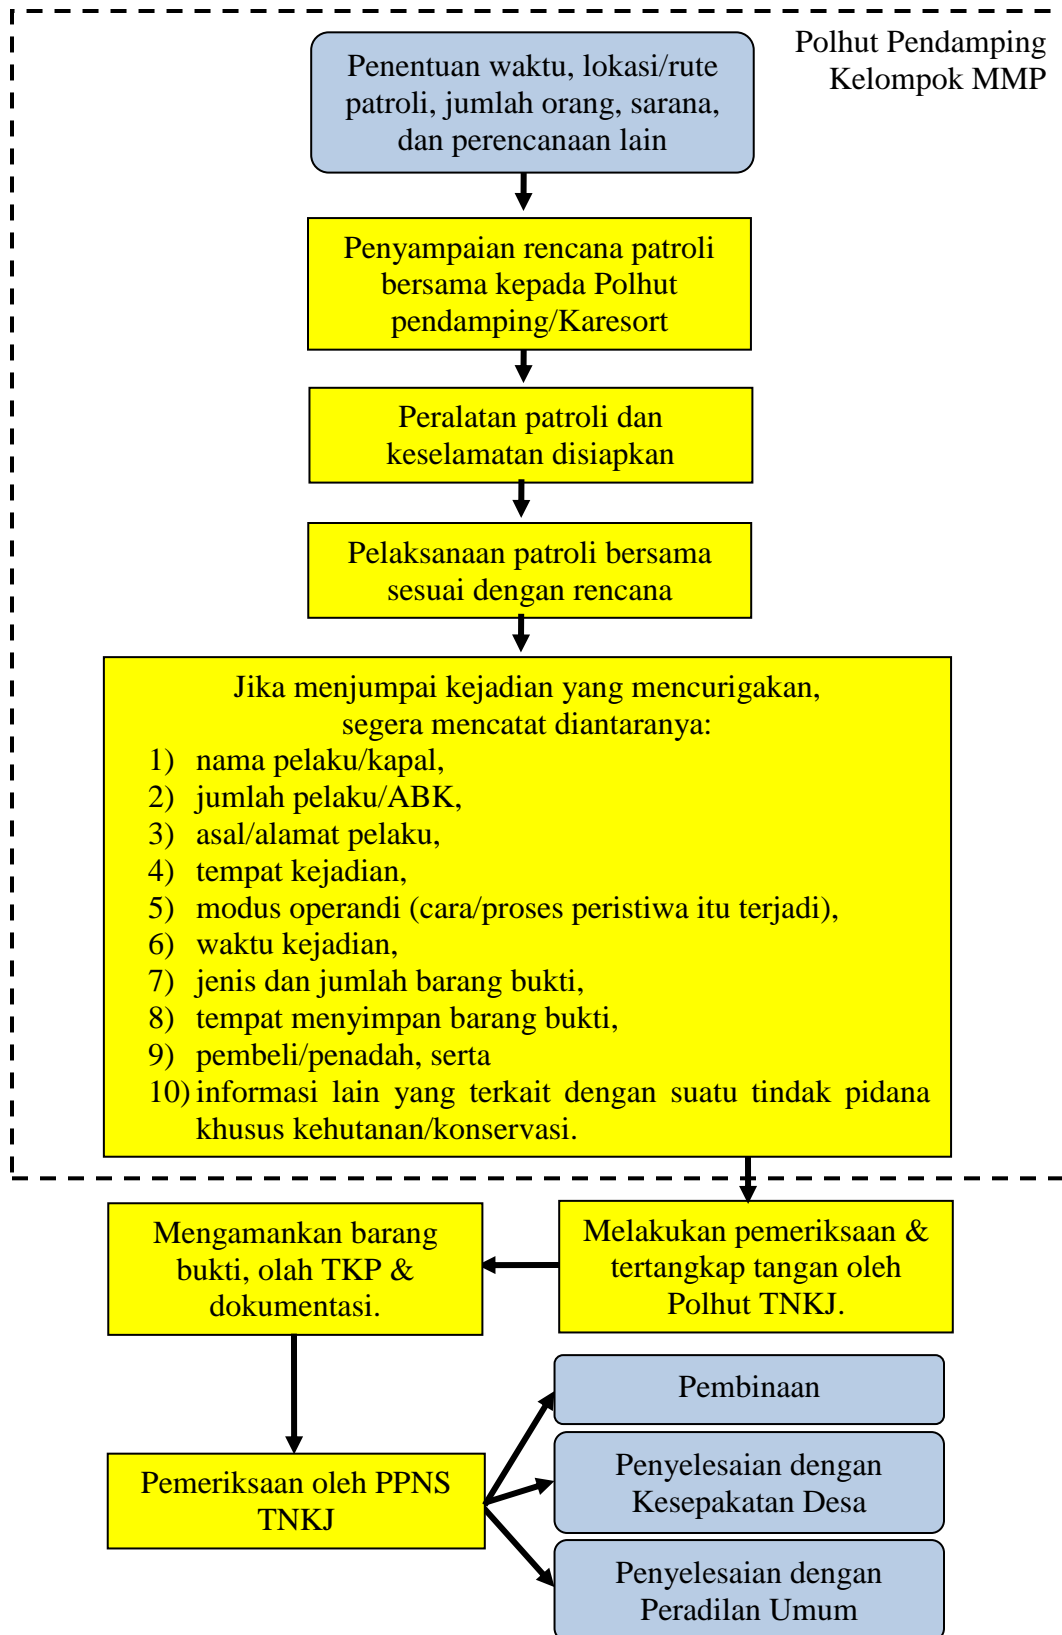 Polhut Pendamping
Kelompok MMP
Penentuan waktu, lokasi/rute
patroli, jumlah orang, sarana,
dan perencanaan lain
Penyampaian rencana patroli
bersama kepada Polhut
pendamping/Karesort
Peralatan patroli dan
keselamatan disiapkan
Pelaksanaan patroli bersama
sesuai dengan rencana
Jika menjumpai kejadian yang mencurigakan,
segera mencatat diantaranya:
1) nama pelaku/kapal,
2) jumlah pelaku/ABK,
3) asal/alamat pelaku,
4) tempat kejadian,
5) modus operandi (cara/proses peristiwa itu terjadi),
6) waktu kejadian,
7) jenis dan jumlah barang bukti,
8) tempat menyimpan barang bukti,
9) pembeli/penadah, serta
10) informasi lain yang terkait dengan suatu tindak pidana
khusus kehutanan/konservasi.
Melakukan pemeriksaan &
tertangkap tangan oleh
Polhut TNKJ.
Mengamankan barang
bukti, olah TKP &
dokumentasi.
Pemeriksaan oleh PPNS
TNKJ
Pembinaan
Penyelesaian dengan
Kesepakatan Desa
Penyelesaian dengan
Peradilan Umum